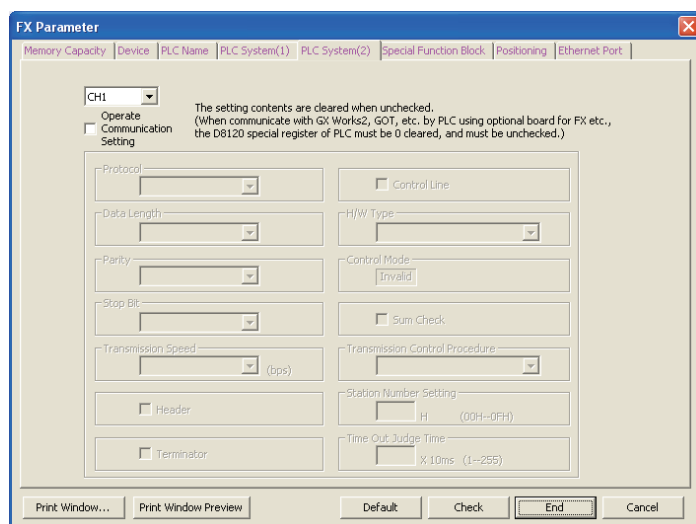 FX Parameter
Memory Capacity Device PLC Name PLC System(1) PLC System(2) Special Function Block Positioning Ethernet Port
CH1
Operate Communication Setting
The setting contents are cleared when unchecked.
(When communicate with GX Works2, GOT, etc. by PLC using optional board for FX etc.,
the D8120 special register of PLC must be 0 cleared, and must be unchecked.)
Protocol
Control Line
Data Length
H/W Type
Parity
Control Mode
Invalid
Stop Bit
Sum Check
Transmission Speed
(bps)
Transmission Control Procedure
Header
Station Number Setting
H (00H--0FH)
Terminator
Time Out Judge Time
X 10ms (1--255)
Print Window... Print Window Preview Default Check End Cancel